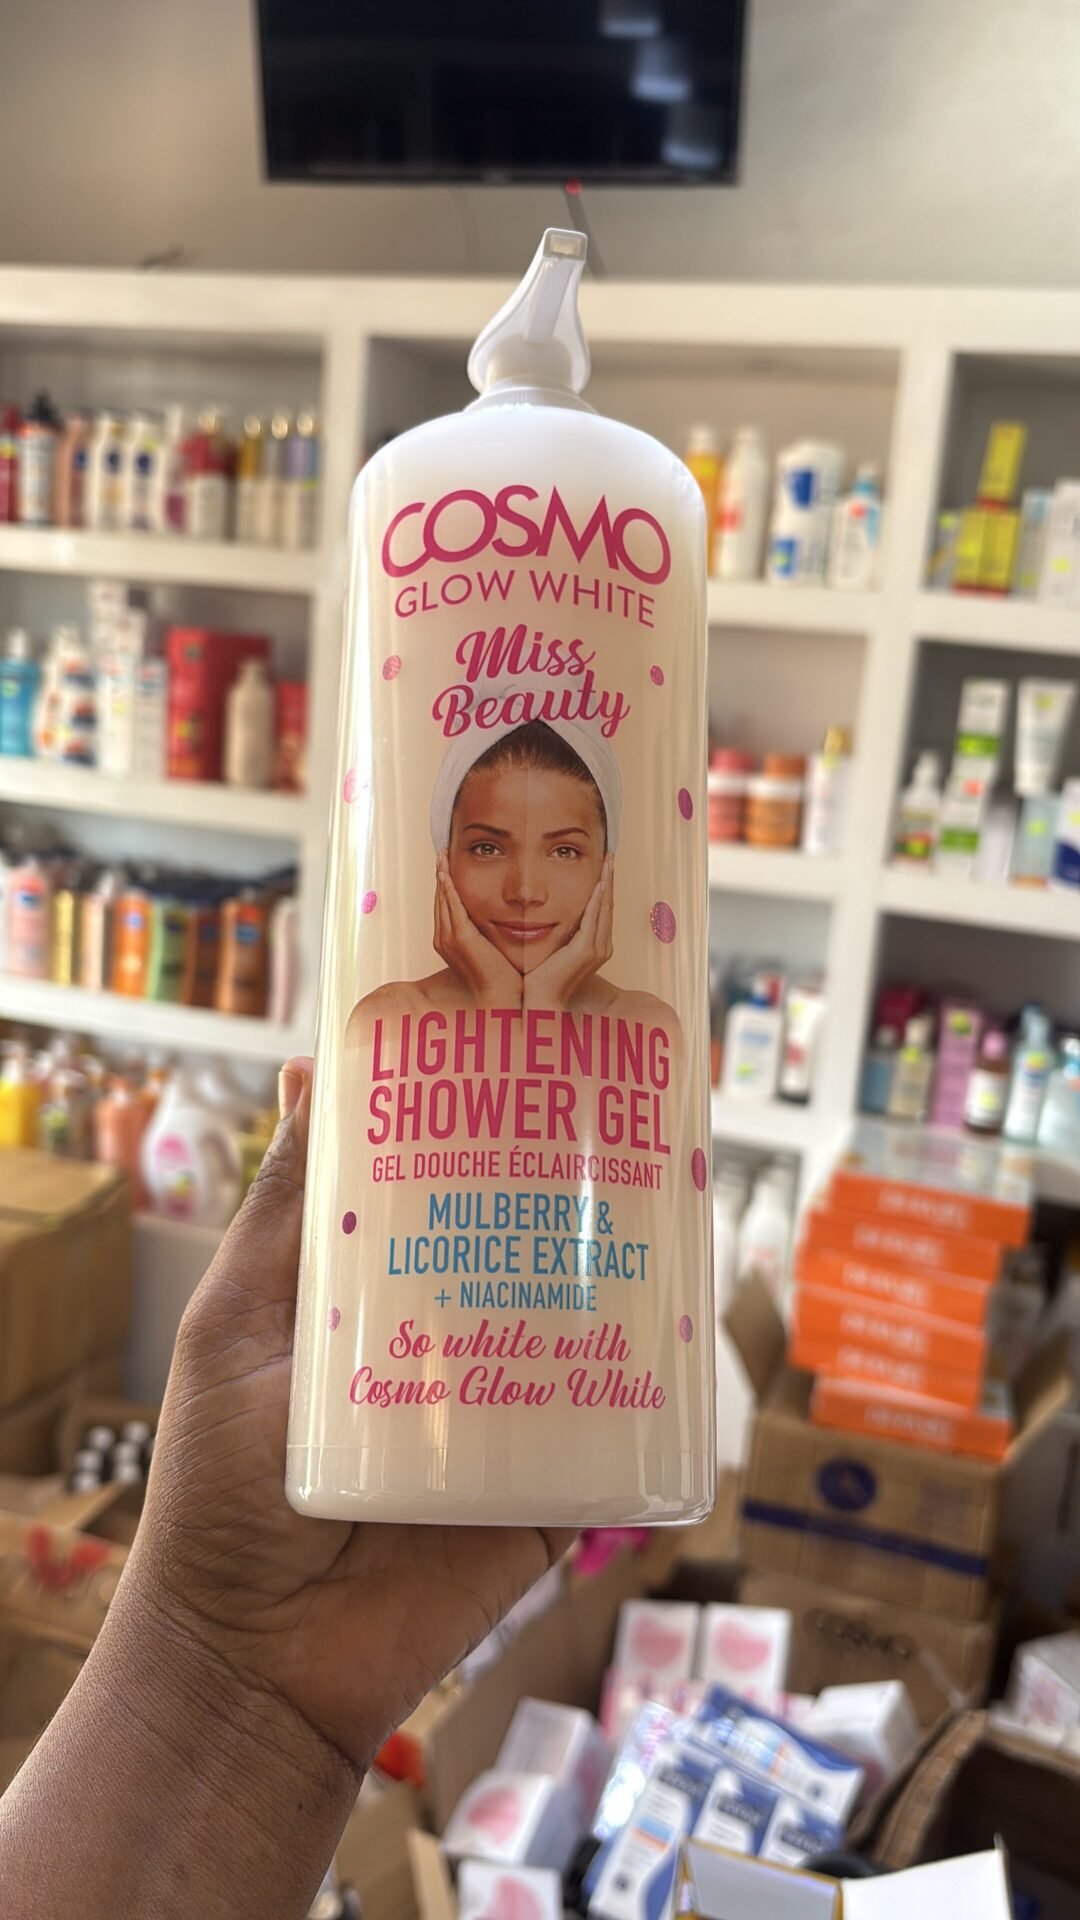 COSMO
GLOW WHITE
Miss
Beauty
LIGHTENING
SHOWER GEL
GEL DOUCHE ÉCLAIRCISSANT
MULBERRY &
LICORICE EXTRACT
+ NIACINAMIDE
So white with
Cosmo Glow White